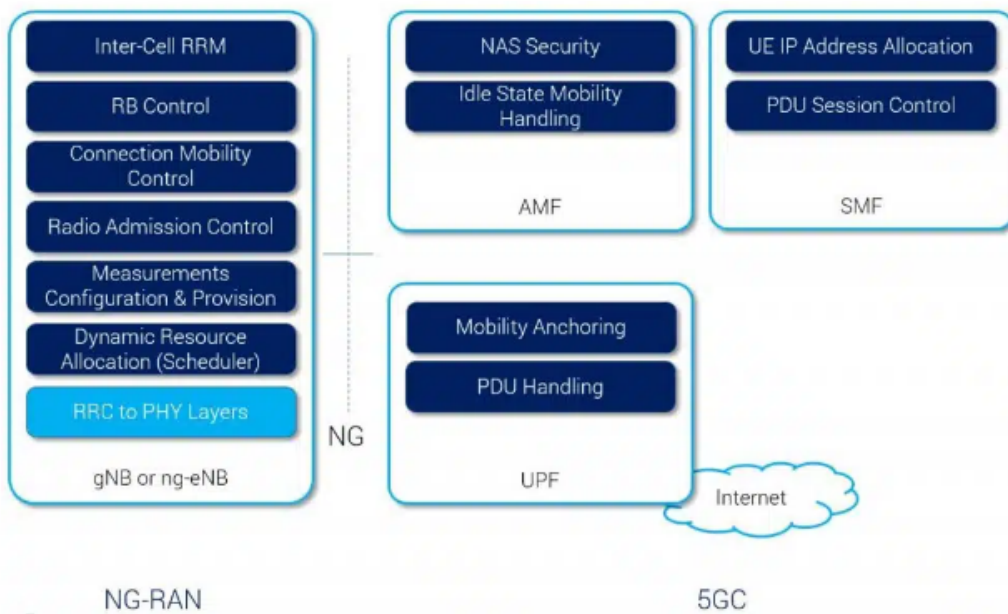 Inter-Cell RRM
RB Control
Connection Mobility
Control
Radio Admission Control
Measurements
Configuration & Provision
Dynamic Resource
Allocation (Scheduler)
RRC to PHY Layers
gNB or ng-eNB
NG
NAS Security
Idle State Mobility
Handling
AMF
UE IP Address Allocation
PDU Session Control
SMF
Mobility Anchoring
PDU Handling
UPF
Internet
NG-RAN
5GC